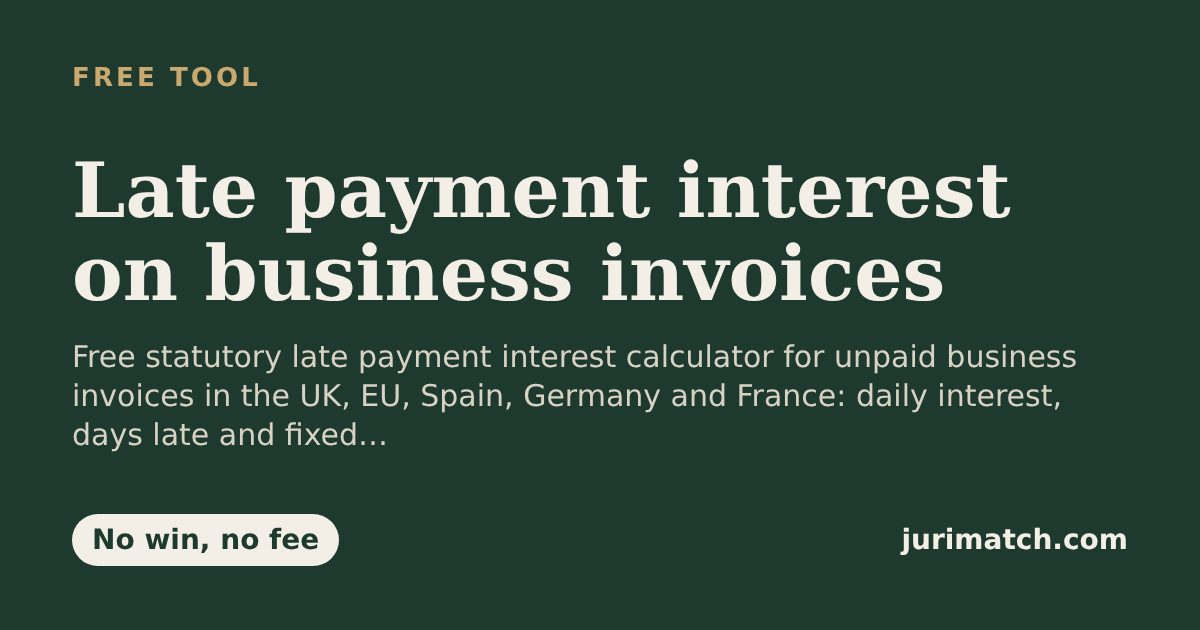 FREE TOOL
Late payment interest
on business invoices
Free statutory late payment interest calculator for unpaid business
invoices in the UK, EU, Spain, Germany and France: daily interest,
days late and fixed…
No win, no fee
jurimatch.com